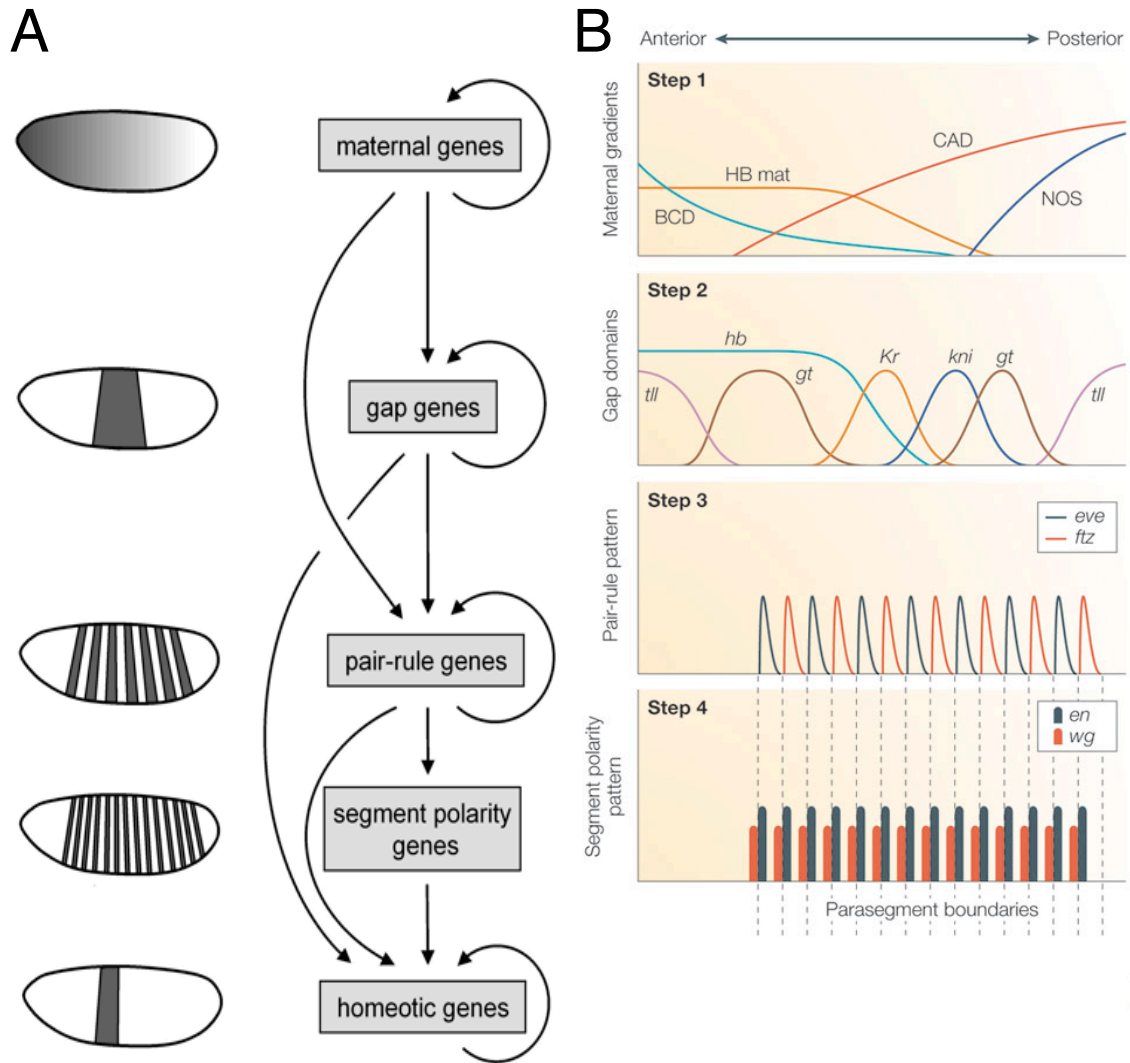 A
maternal genes
gap genes
pair-rule genes
segment polarity
genes
homeotic genes
B
Anterior
Posterior
Step 1
Maternal gradients
HB mat
BCD
CAD
NOS
Step 2
Gap domains
tll
hb
gt
Kr
kni
gt
tll
Step 3
Pair-rule pattern
eve
ftz
Step 4
Segment polarity
pattern
en
wg
Parasegment boundaries